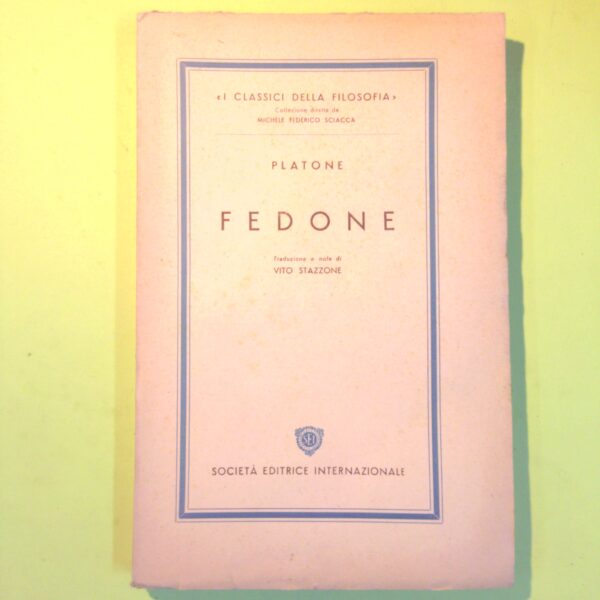 «I CLASSICI DELLA FILOSOFIA»
Collezione diretta da
MICHELE FEDERICO SCIACCA
PLATONE
FEDONE
Traduzione e note di
VITO STAZZONE
SEI
SOCIETÀ EDITRICE INTERNAZIONALE